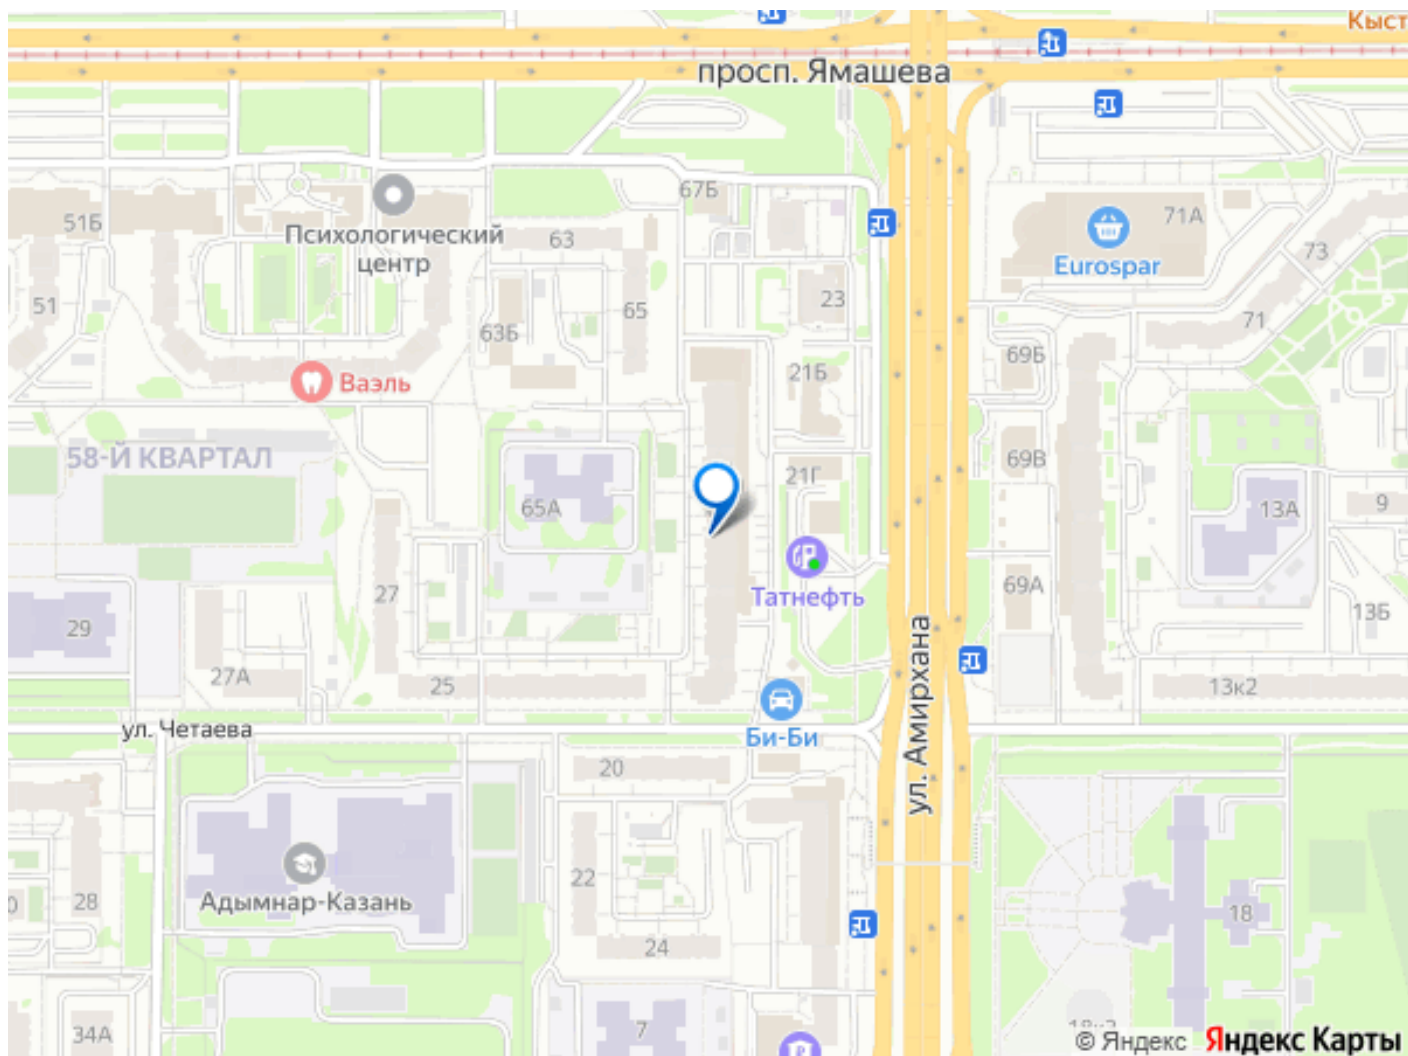 Кыст
просп. Ямашева
51Б
Психологический
центр
63
67Б
71А
73
Eurospar
51
65
23
71
63Б
69Б
21Б
Ваэль
58-Й КВАРТАЛ
65А
21Г
69В
13А
9
Татнефть
27
69А
13Б
29
27А
25
13к2
ул. Четаева
Би-Би
ул. Амирхана
20
22
28
Адымнар-Казань
18
24
34А
7
© Яндекс
Яндекс Карты